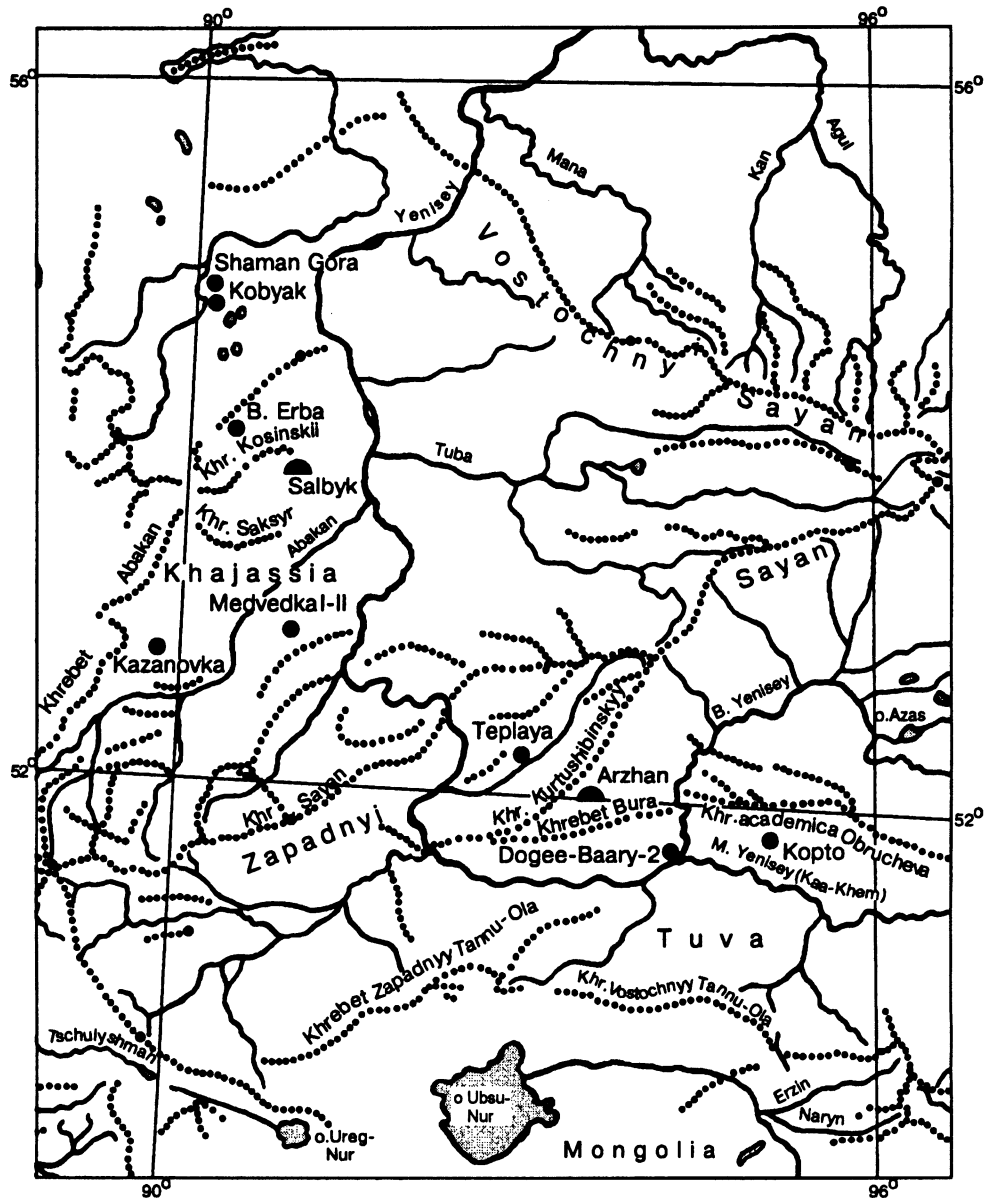 90°
96°
56°
56°
Agul
Mana
Kan
Yenisey
Vostochny Sayan
Shaman Gora
Kobyak
B. Erba
Khr. Kosinskii
Tuba
Salbyk
Khr. Saksyr
Abakan
Khrebet Abakan
Sayan
Khajassia
Medvedka I-II
Kazanovka
B. Yenisey
o.Azas
Teplaya
Khr. Kurtushibinskyy
52°
Arzhan
Khr. Sayan
Zapadnyi
Khrebet Bura
52°
Khr. academica Obrucheva
Dogee-Baary-2
Kopto
M. Yenisey (Kaa-Khem)
Tuva
Khrebet Zapadnyy Tannu-Ola
Khr. Vostochnyy Tannu-Ola
Tschulyshman
o Ubsu-
Nur
Erzin
Naryn
o.Ureg-
Nur
Mongolia
90°
96°